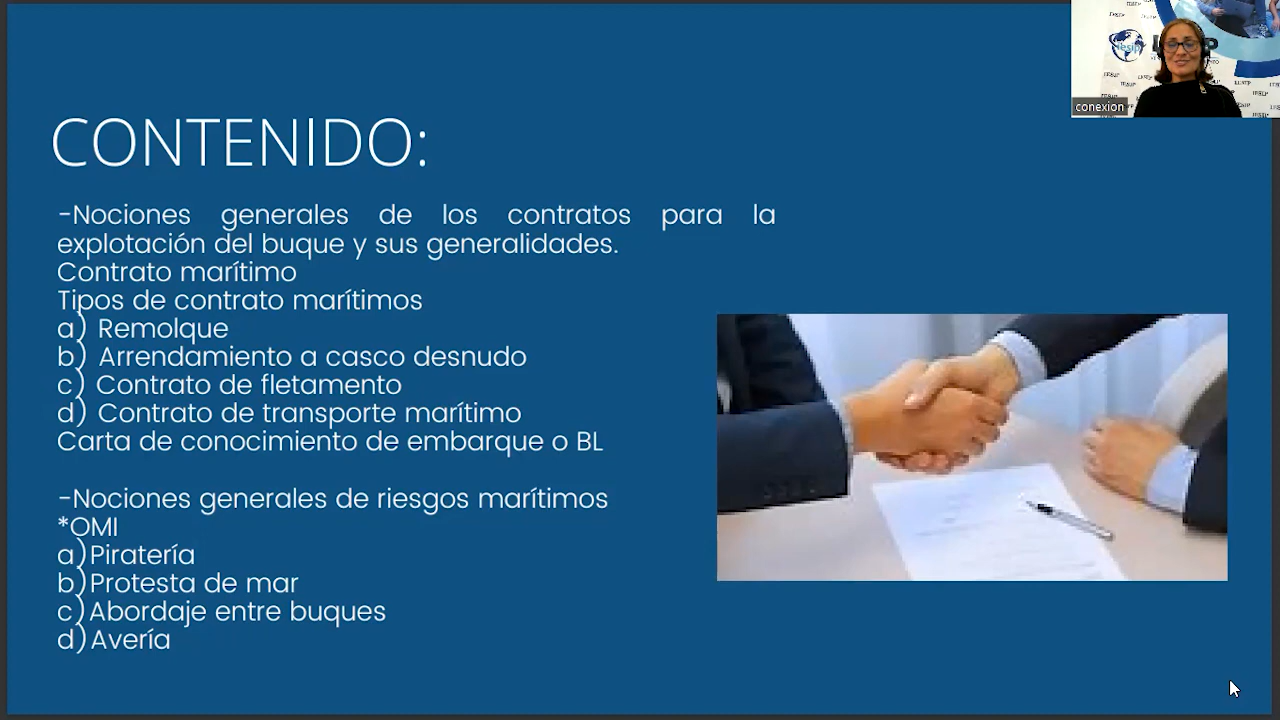 CONTENIDO:
-Nociones generales de los contratos para la
explotación del buque y sus generalidades.
Contrato marítimo
Tipos de contrato marítimos
a) Remolque
b) Arrendamiento a casco desnudo
c) Contrato de fletamento
d) Contrato de transporte marítimo
Carta de conocimiento de embarque o BL
-Nociones generales de riesgos marítimos
*OMI
a)Piratería
b)Protesta de mar
c)Abordaje entre buques
d)Avería
conexion